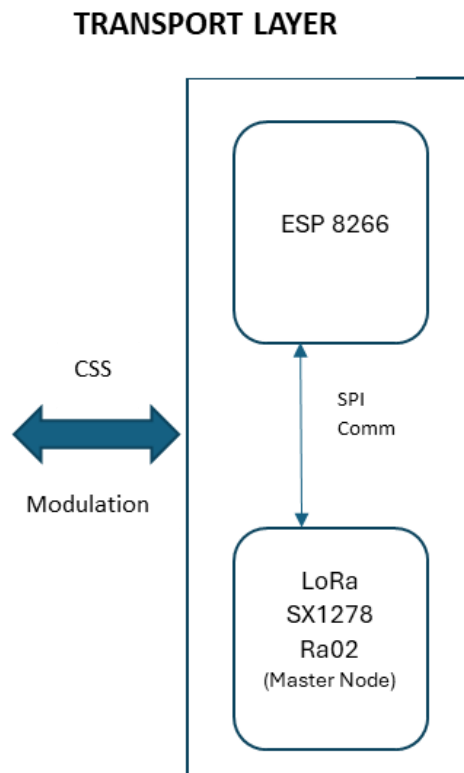 TRANSPORT LAYER
ESP 8266
CSS
Modulation
SPI
Comm
LoRa
SX1278
Ra02
(Master Node)